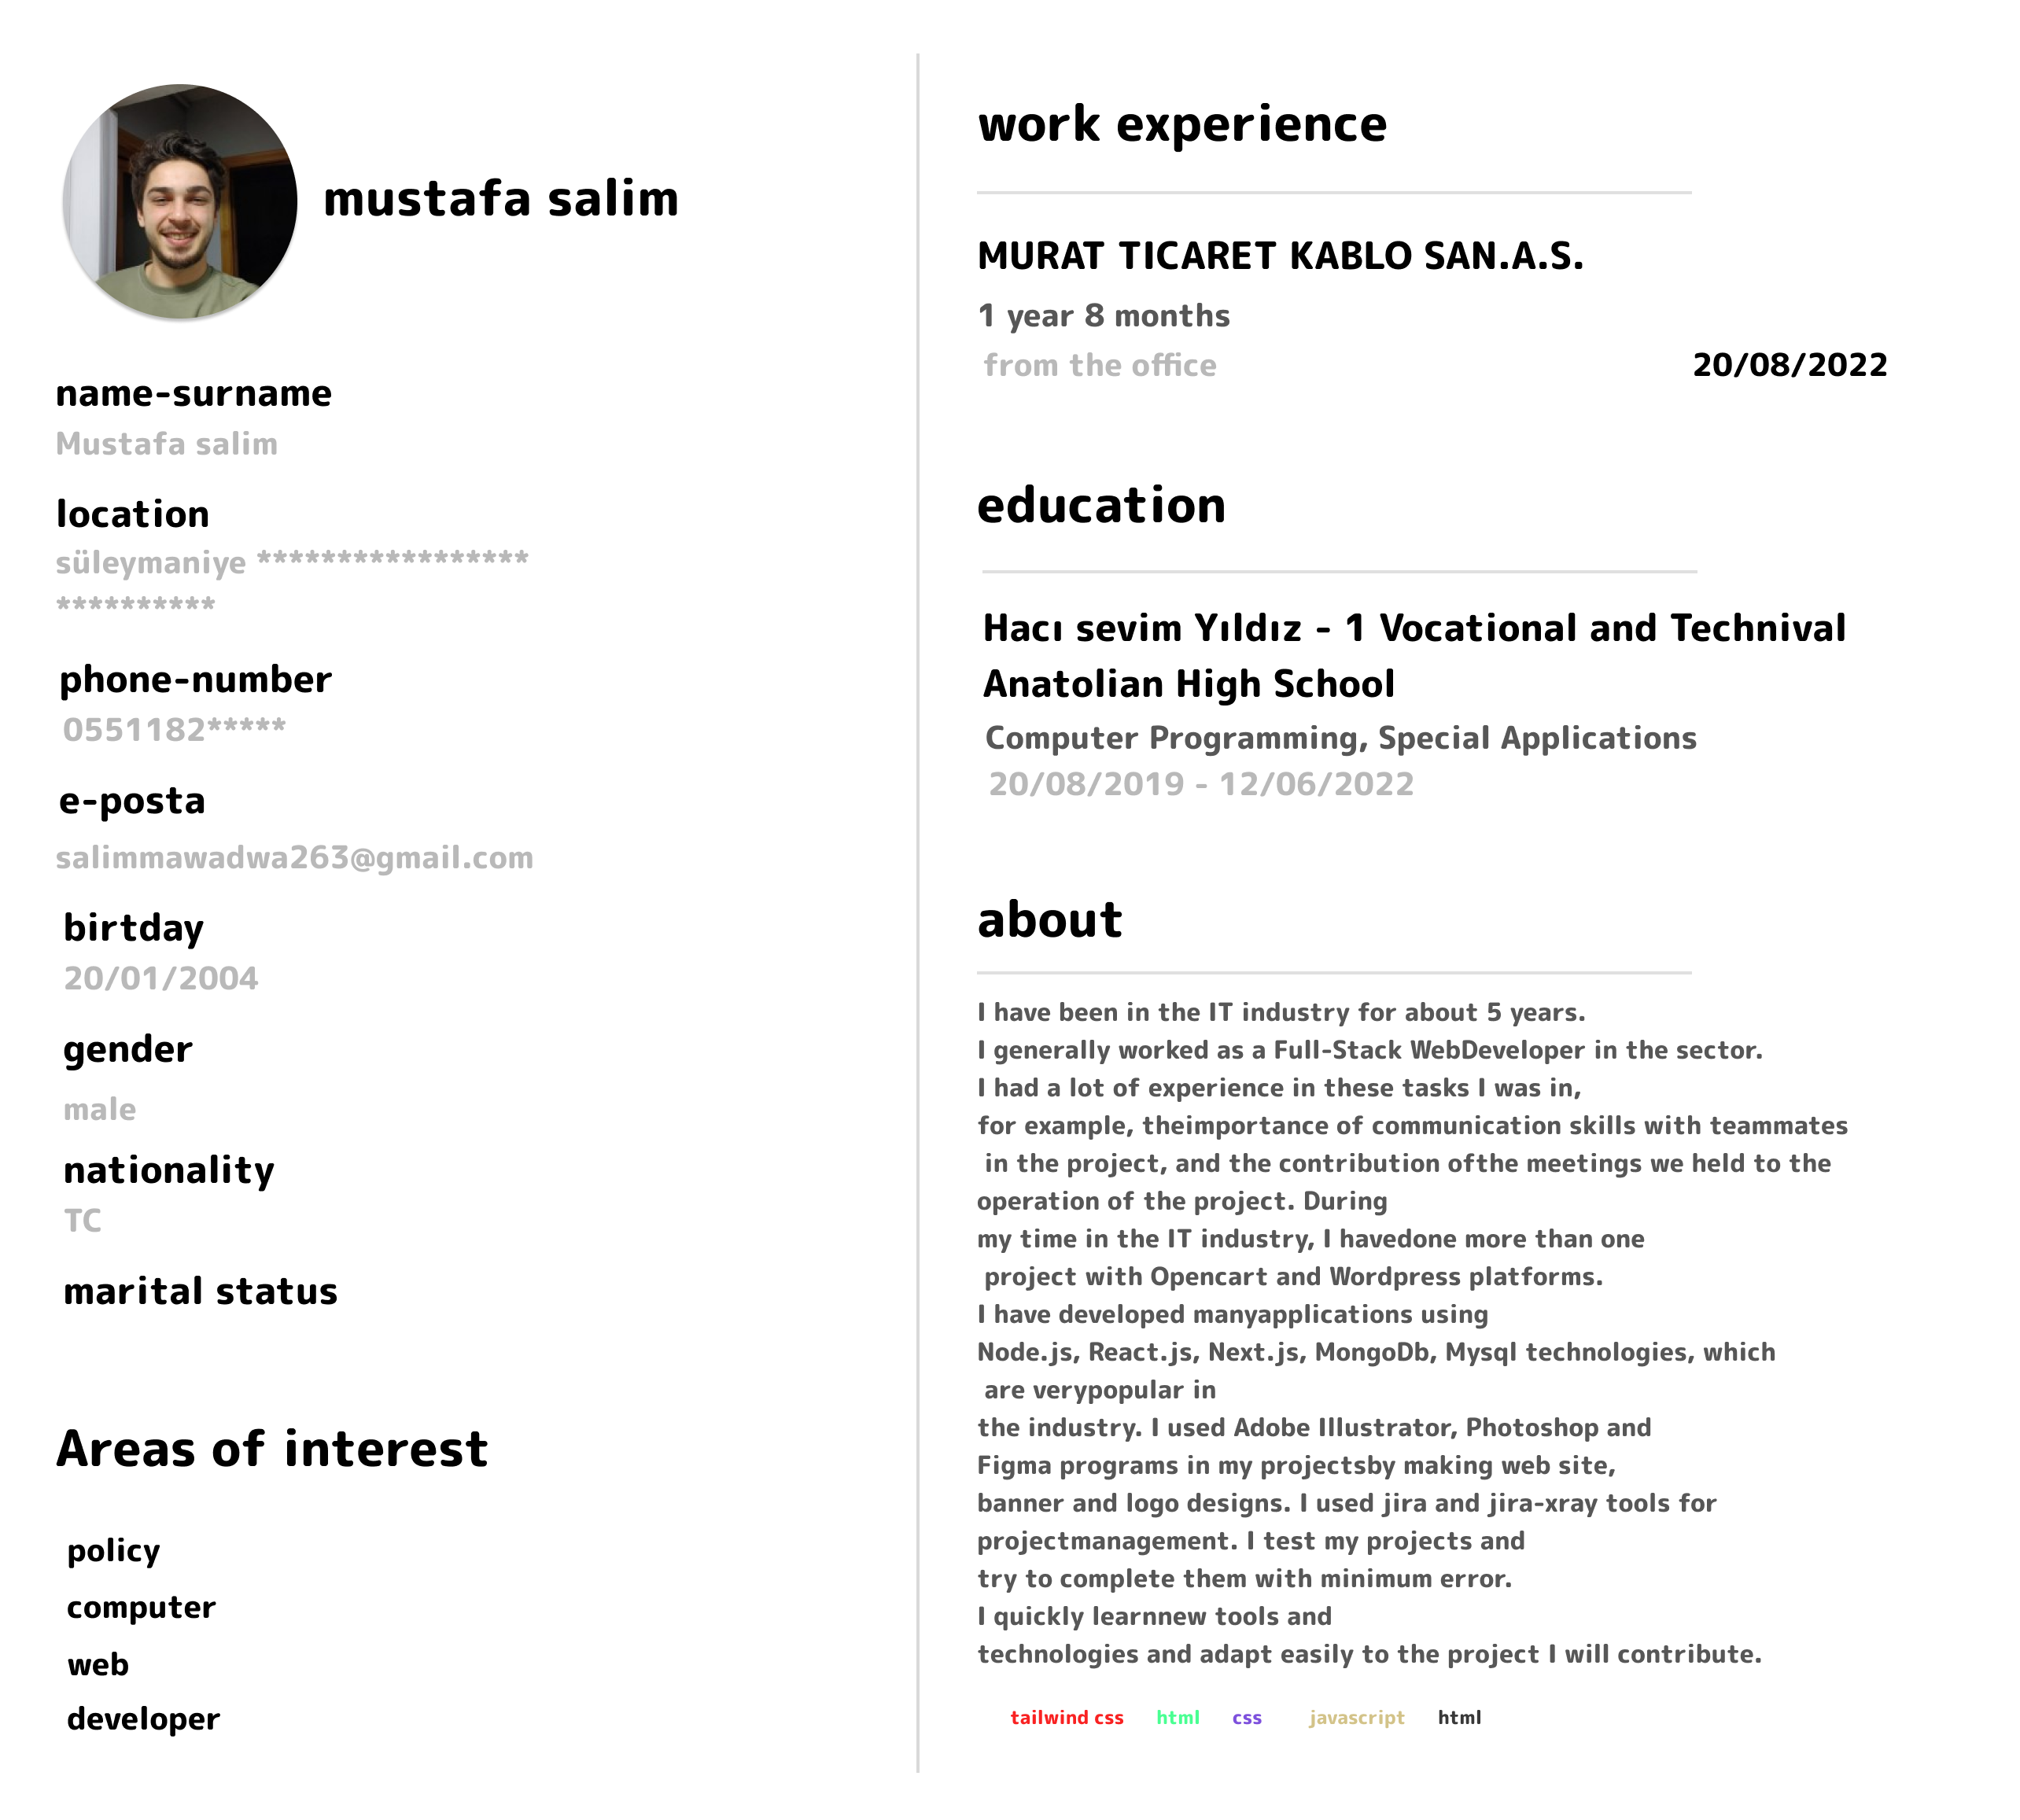 mustafa salim
name-surname
Mustafa salim
location
süleymaniye *****************
**********
phone-number
0551182*****
e-posta
salimmawadwa263@gmail.com
birtday
20/01/2004
gender
male
nationality
TC
marital status
Areas of interest
policy
computer
web
developer
work experience
MURAT TICARET KABLO SAN.A.S.
1 year 8 months
from the office 20/08/2022
education
Hacı sevim Yıldız - 1 Vocational and Technival
Anatolian High School
Computer Programming, Special Applications
20/08/2019 - 12/06/2022
about
I have been in the IT industry for about 5 years.
I generally worked as a Full-Stack WebDeveloper in the sector.
I had a lot of experience in these tasks I was in,
for example, theimportance of communication skills with teammates
in the project, and the contribution ofthe meetings we held to the
operation of the project. During
my time in the IT industry, I havedone more than one
project with Opencart and Wordpress platforms.
I have developed manyapplications using
Node.js, React.js, Next.js, MongoDb, Mysql technologies, which
are verypopular in
the industry. I used Adobe Illustrator, Photoshop and
Figma programs in my projectsby making web site,
banner and logo designs. I used jira and jira-xray tools for
projectmanagement. I test my projects and
try to complete them with minimum error.
I quickly learnnew tools and
technologies and adapt easily to the project I will contribute.
tailwind css html css javascript html